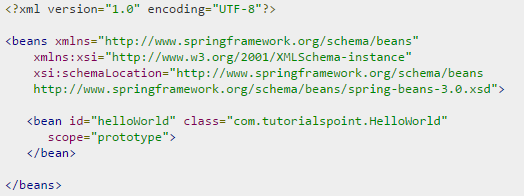 <?xml version="1.0" encoding="UTF-8"?>
<beans xmlns="http://www.springframework.org/schema/beans"
xmlns:xsi="http://www.w3.org/2001/XMLSchema-instance"
xsi:schemaLocation="http://www.springframework.org/schema/beans
http://www.springframework.org/schema/beans/spring-beans-3.0.xsd">
<bean id="helloWorld" class="com.tutorialspoint.HelloWorld"
scope="prototype">
</bean>
</beans>